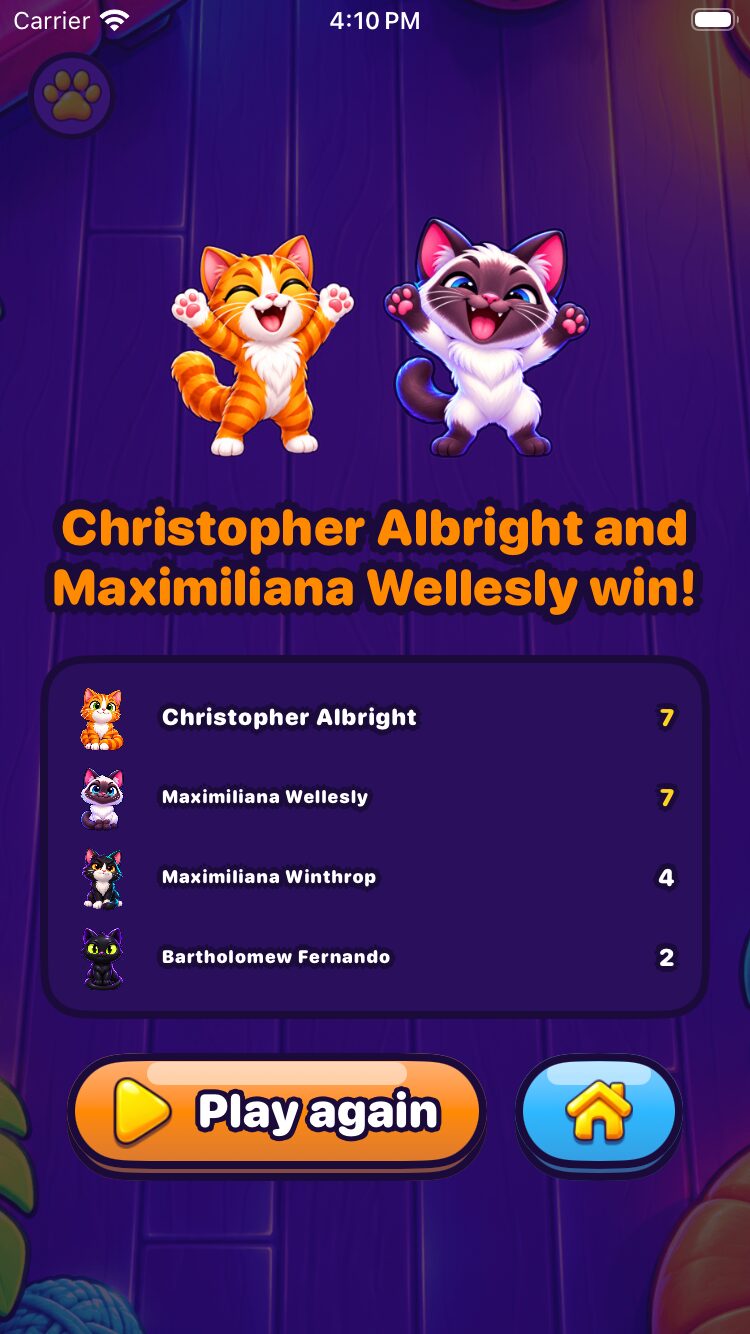 Carrier 4:10 PM
Christopher Albright and
Maximiliana Wellesly win!
Christopher Albright 7
Maximiliana Wellesly 7
Maximiliana Winthrop 4
Bartholomew Fernando 2
Play again